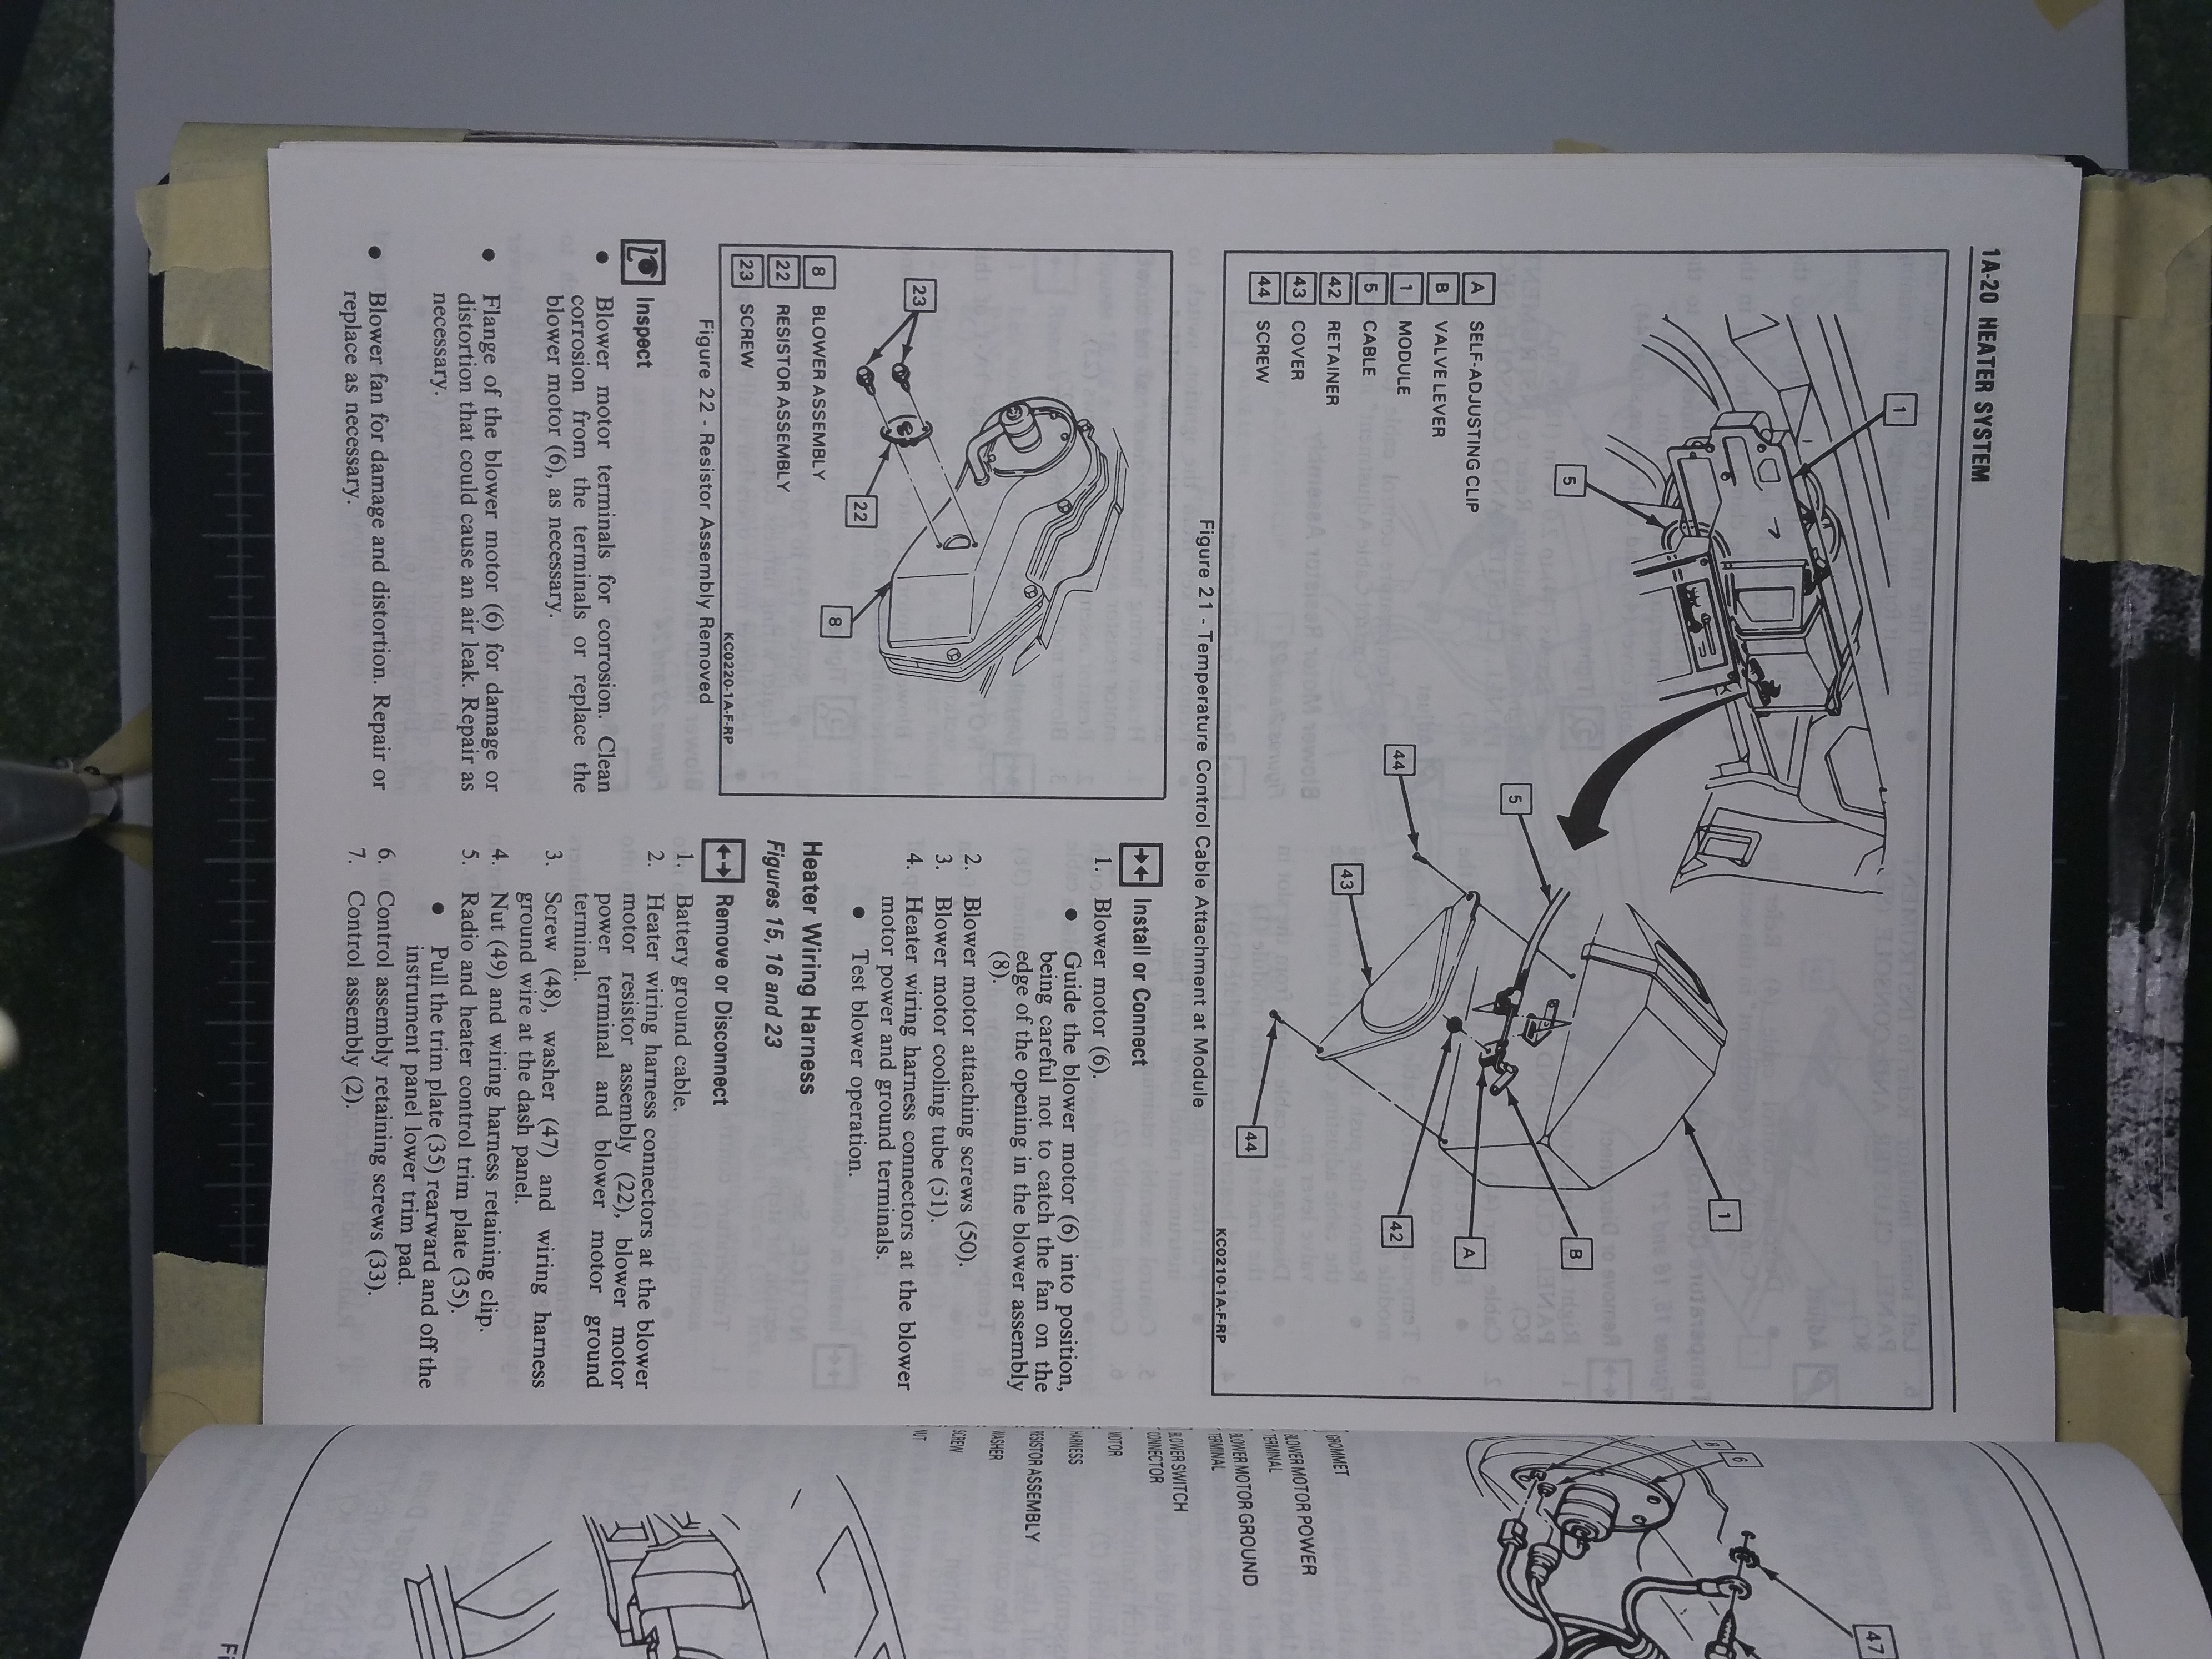 1A-20 HEATER SYSTEM
1
5
44
5
43
44
42
A
B
1
A SELF-ADJUSTING CLIP
B VALVE LEVER
1 MODULE
5 CABLE
42 RETAINER
43 COVER
44 SCREW
KC0210-1A-F-RP
Figure 21 - Temperature Control Cable Attachment at Module
23
22
8
8 BLOWER ASSEMBLY
22 RESISTOR ASSEMBLY
23 SCREW
KC0220-1A-F-RP
Figure 22 - Resistor Assembly Removed
Inspect
• Blower motor terminals for corrosion. Clean
corrosion from the terminals or replace the
blower motor (6), as necessary.
• Flange of the blower motor (6) for damage or
distortion that could cause an air leak. Repair as
necessary.
• Blower fan for damage and distortion. Repair or
replace as necessary.
Install or Connect
1. Blower motor (6).
• Guide the blower motor (6) into position,
being careful not to catch the fan on the
edge of the opening in the blower assembly
(8).
2. Blower motor attaching screws (50).
3. Blower motor cooling tube (51).
4. Heater wiring harness connectors at the blower
motor power and ground terminals.
• Test blower operation.
Heater Wiring Harness
Figures 15, 16 and 23
Remove or Disconnect
1. Battery ground cable.
2. Heater wiring harness connectors at the blower
motor resistor assembly (22), blower motor
power terminal and blower motor ground
terminal.
3. Screw (48), washer (47) and wiring harness
ground wire at the dash panel.
4. Nut (49) and wiring harness retaining clip.
5. Radio and heater control trim plate (35).
• Pull the trim plate (35) rearward and off the
instrument panel lower trim pad.
6. Control assembly retaining screws (33).
7. Control assembly (2).
8
6
47
GROMMET
BLOWER MOTOR POWER
TERMINAL
BLOWER MOTOR GROUND
TERMINAL
BLOWER SWITCH
CONNECTOR
MOTOR
HARNESS
RESISTOR ASSEMBLY
WASHER
SCREW
NUT